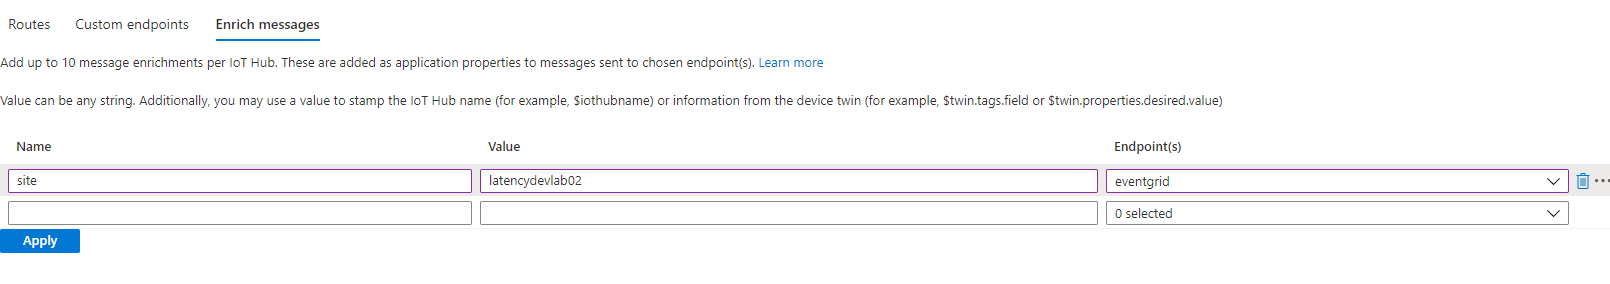 Routes Custom endpoints Enrich messages
Add up to 10 message enrichments per IoT Hub. These are added as application properties to messages sent to chosen endpoint(s). Learn more
Value can be any string. Additionally, you may use a value to stamp the IoT Hub name (for example, $iothubname) or information from the device twin (for example, $twin.tags.field or $twin.properties.desired.value)
Name Value Endpoint(s)
site latencydevlab02 eventgrid
0 selected
Apply